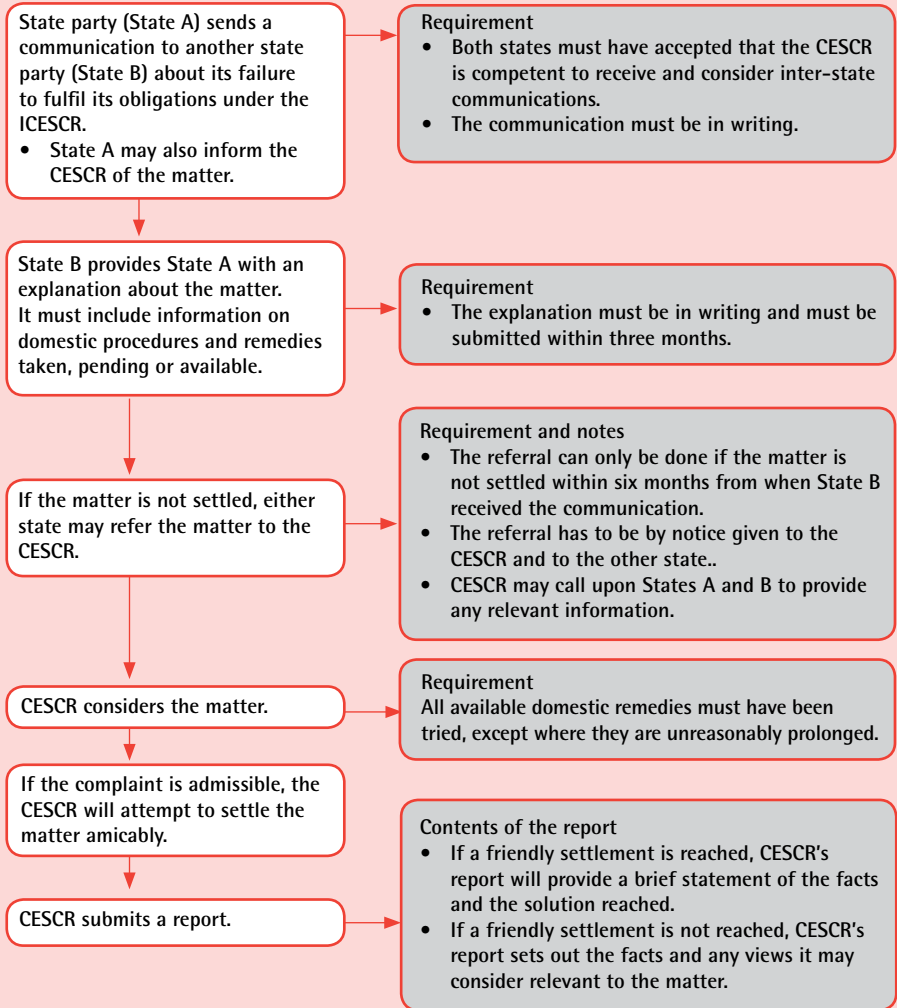 State party (State A) sends a
communication to another state
party (State B) about its failure
to fulfil its obligations under the
ICESCR.
• State A may also inform the
CESCR of the matter.
Requirement
• Both states must have accepted that the CESCR
is competent to receive and consider inter-state
communications.
• The communication must be in writing.
State B provides State A with an
explanation about the matter.
It must include information on
domestic procedures and remedies
taken, pending or available.
Requirement
• The explanation must be in writing and must be
submitted within three months.
If the matter is not settled, either
state may refer the matter to the
CESCR.
Requirement and notes
• The referral can only be done if the matter is
not settled within six months from when State B
received the communication.
• The referral has to be by notice given to the
CESCR and to the other state..
• CESCR may call upon States A and B to provide
any relevant information.
CESCR considers the matter.
Requirement
All available domestic remedies must have been
tried, except where they are unreasonably prolonged.
If the complaint is admissible, the
CESCR will attempt to settle the
matter amicably.
CESCR submits a report.
Contents of the report
• If a friendly settlement is reached, CESCR's
report will provide a brief statement of the facts
and the solution reached.
• If a friendly settlement is not reached, CESCR's
report sets out the facts and any views it may
consider relevant to the matter.